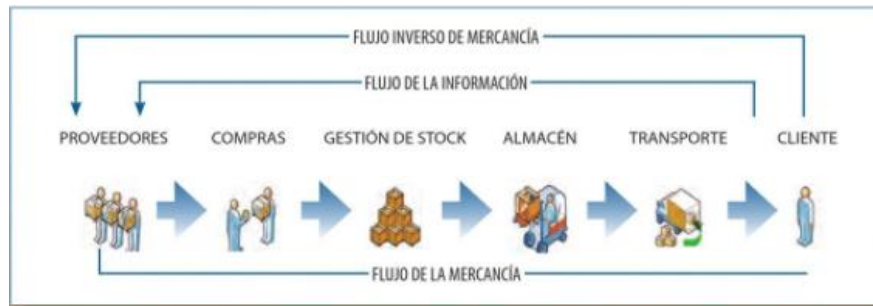 FLUJO INVERSO DE MERCANCÍA
FLUJO DE LA INFORMACIÓN
PROVEEDORES COMPRAS GESTIÓN DE STOCK ALMACÉN TRANSPORTE CLIENTE
FLUJO DE LA MERCANCÍA